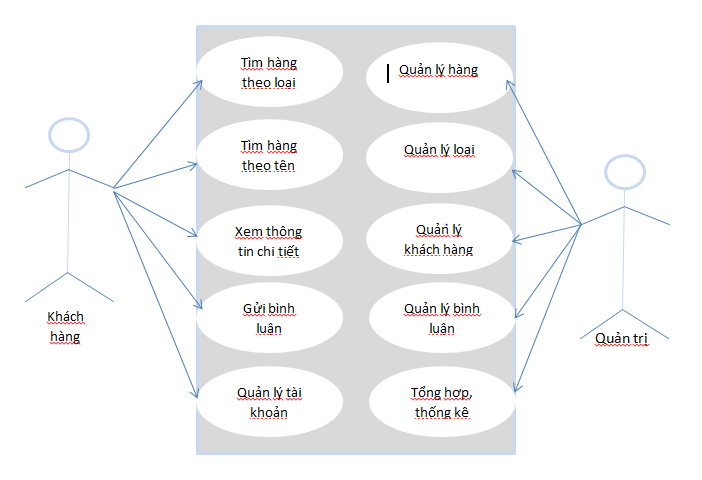 Tìm hàng
theo loại
Quản lý hàng
Tìm hàng
theo tên
Quản lý loại
Xem thông
tin chi tiết
Quản lý
khách hàng
Gửi bình
luận
Quản lý bình
luận
Quản lý tài
khoản
Tổng hợp,
thống kê
Khách
hàng
Quản trị